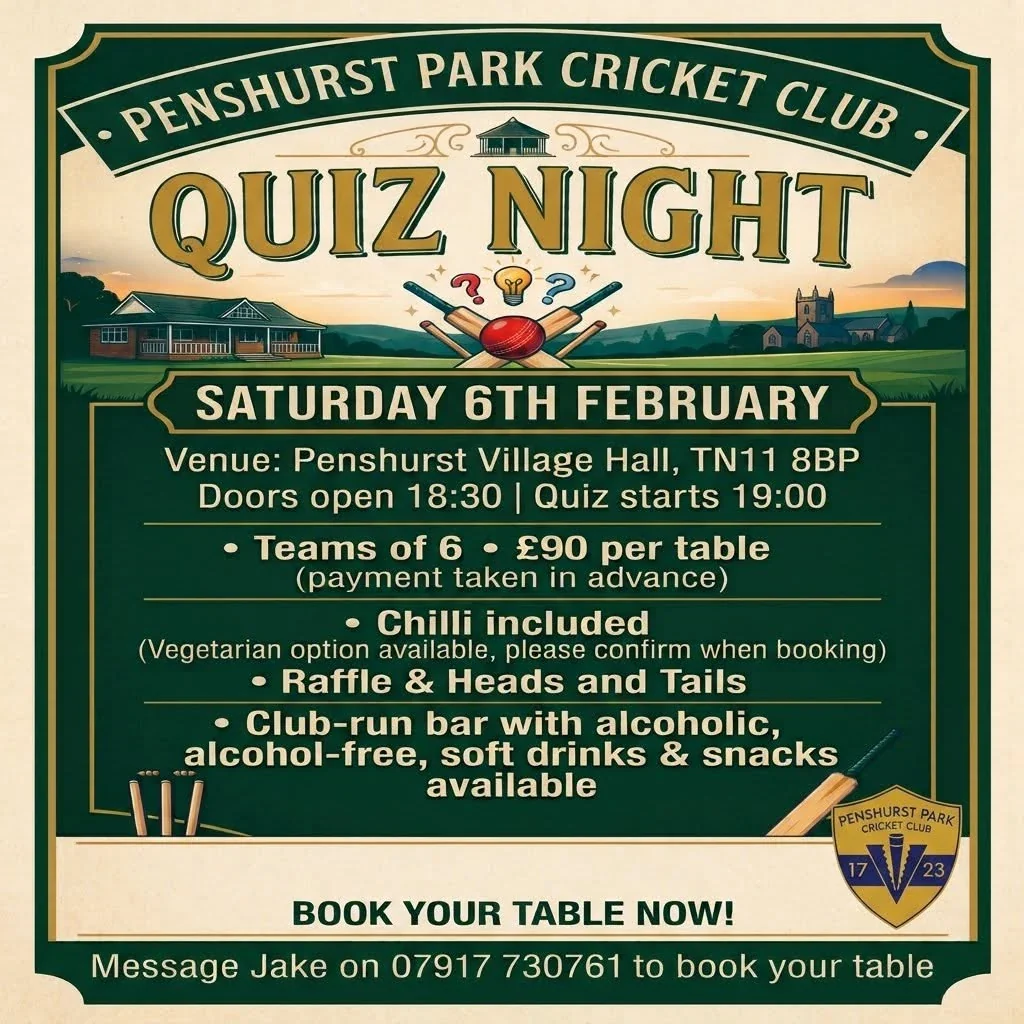 • PENSHURST PARK CRICKET CLUB •
QUIZ NIGHT
? ?
SATURDAY 6TH FEBRUARY
Venue: Penshurst Village Hall, TN11 8BP
Doors open 18:30 | Quiz starts 19:00
• Teams of 6 • £90 per table
(payment taken in advance)
• Chilli included
(Vegetarian option available, please confirm when booking)
• Raffle & Heads and Tails
• Club-run bar with alcoholic,
alcohol-free, soft drinks & snacks
available
PENSHURST PARK
CRICKET CLUB
17 23
BOOK YOUR TABLE NOW!
Message Jake on 07917 730761 to book your table